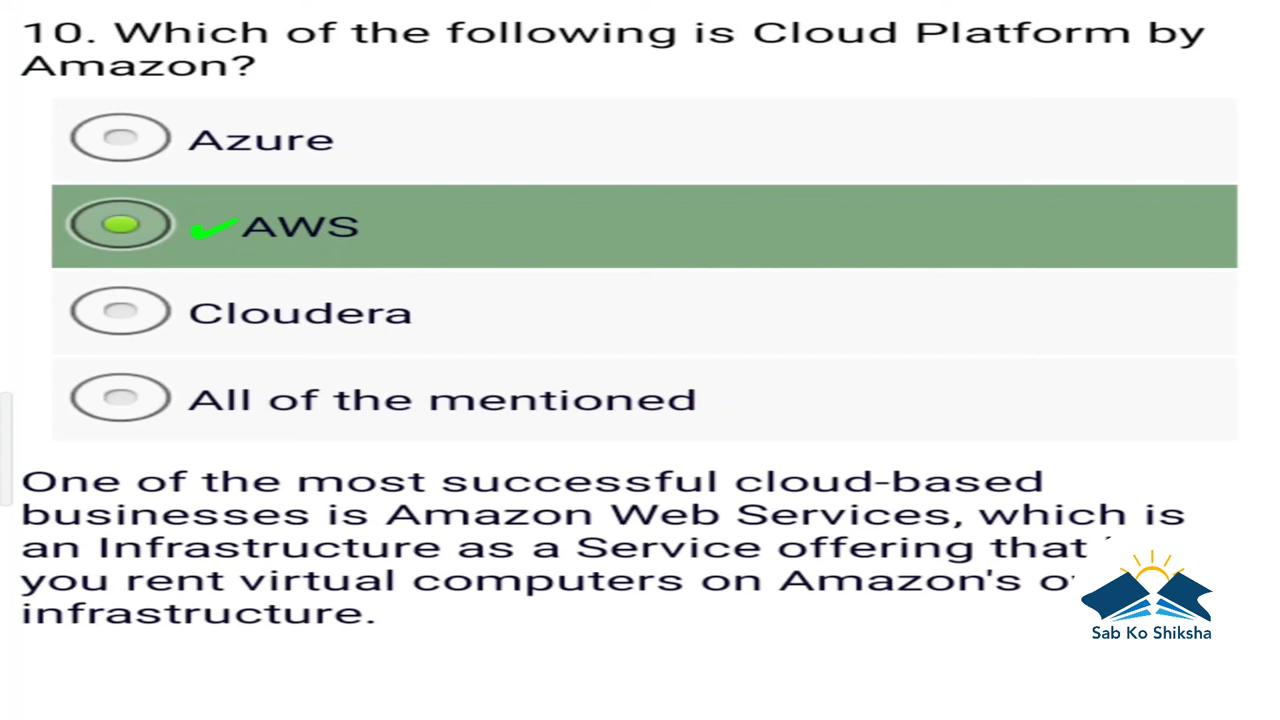 10. Which of the following is Cloud Platform by
Amazon?
Azure
AWS
Cloudera
All of the mentioned
One of the most successful cloud-based
businesses is Amazon Web Services, which is
an Infrastructure as a Service offering that
you rent virtual computers on Amazon's
infrastructure.
Sab Ko Shiksha